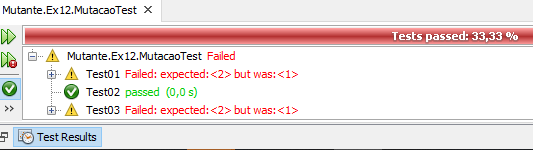 Mutante.Ex12.MutacaoTest ×
Tests passed: 33,33 %
Mutante.Ex12.MutacaoTest Failed
Test01 Failed: expected:<2> but was:<1>
Test02 passed (0,0 s)
Test03 Failed: expected:<2> but was:<1>
>>
Test Results